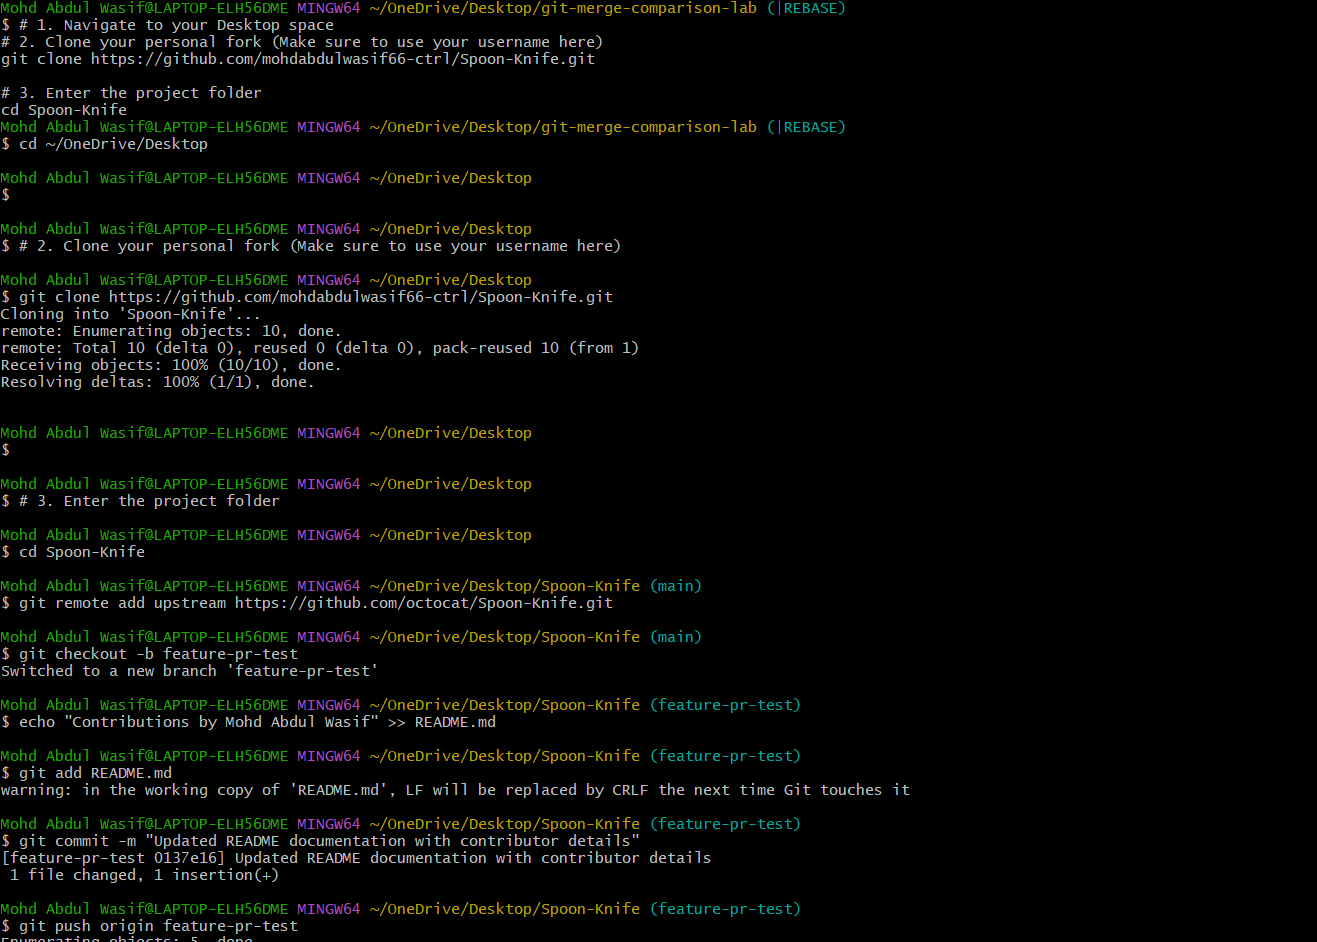 Mohd Abdul Wasif@LAPTOP-ELH56DME MINGW64 ~/OneDrive/Desktop/git-merge-comparison-lab (|REBASE)
$ # 1. Navigate to your Desktop space
# 2. Clone your personal fork (Make sure to use your username here)
git clone https://github.com/mohdabdulwasif66-ctrl/Spoon-Knife.git
# 3. Enter the project folder
cd Spoon-Knife
Mohd Abdul Wasif@LAPTOP-ELH56DME MINGW64 ~/OneDrive/Desktop/git-merge-comparison-lab (|REBASE)
$ cd ~/OneDrive/Desktop
Mohd Abdul Wasif@LAPTOP-ELH56DME MINGW64 ~/OneDrive/Desktop
$
Mohd Abdul Wasif@LAPTOP-ELH56DME MINGW64 ~/OneDrive/Desktop
$ # 2. Clone your personal fork (Make sure to use your username here)
Mohd Abdul Wasif@LAPTOP-ELH56DME MINGW64 ~/OneDrive/Desktop
$ git clone https://github.com/mohdabdulwasif66-ctrl/Spoon-Knife.git
Cloning into 'Spoon-Knife'...
remote: Enumerating objects: 10, done.
remote: Total 10 (delta 0), reused 0 (delta 0), pack-reused 10 (from 1)
Receiving objects: 100% (10/10), done.
Resolving deltas: 100% (1/1), done.
Mohd Abdul Wasif@LAPTOP-ELH56DME MINGW64 ~/OneDrive/Desktop
$
Mohd Abdul Wasif@LAPTOP-ELH56DME MINGW64 ~/OneDrive/Desktop
$ # 3. Enter the project folder
Mohd Abdul Wasif@LAPTOP-ELH56DME MINGW64 ~/OneDrive/Desktop
$ cd Spoon-Knife
Mohd Abdul Wasif@LAPTOP-ELH56DME MINGW64 ~/OneDrive/Desktop/Spoon-Knife (main)
$ git remote add upstream https://github.com/octocat/Spoon-Knife.git
Mohd Abdul Wasif@LAPTOP-ELH56DME MINGW64 ~/OneDrive/Desktop/Spoon-Knife (main)
$ git checkout -b feature-pr-test
Switched to a new branch 'feature-pr-test'
Mohd Abdul Wasif@LAPTOP-ELH56DME MINGW64 ~/OneDrive/Desktop/Spoon-Knife (feature-pr-test)
$ echo "Contributions by Mohd Abdul Wasif" >> README.md
Mohd Abdul Wasif@LAPTOP-ELH56DME MINGW64 ~/OneDrive/Desktop/Spoon-Knife (feature-pr-test)
$ git add README.md
warning: in the working copy of 'README.md', LF will be replaced by CRLF the next time Git touches it
Mohd Abdul Wasif@LAPTOP-ELH56DME MINGW64 ~/OneDrive/Desktop/Spoon-Knife (feature-pr-test)
$ git commit -m "Updated README documentation with contributor details"
[feature-pr-test 0137e16] Updated README documentation with contributor details
1 file changed, 1 insertion(+)
Mohd Abdul Wasif@LAPTOP-ELH56DME MINGW64 ~/OneDrive/Desktop/Spoon-Knife (feature-pr-test)
$ git push origin feature-pr-test
Enumerating objects: 5, done.